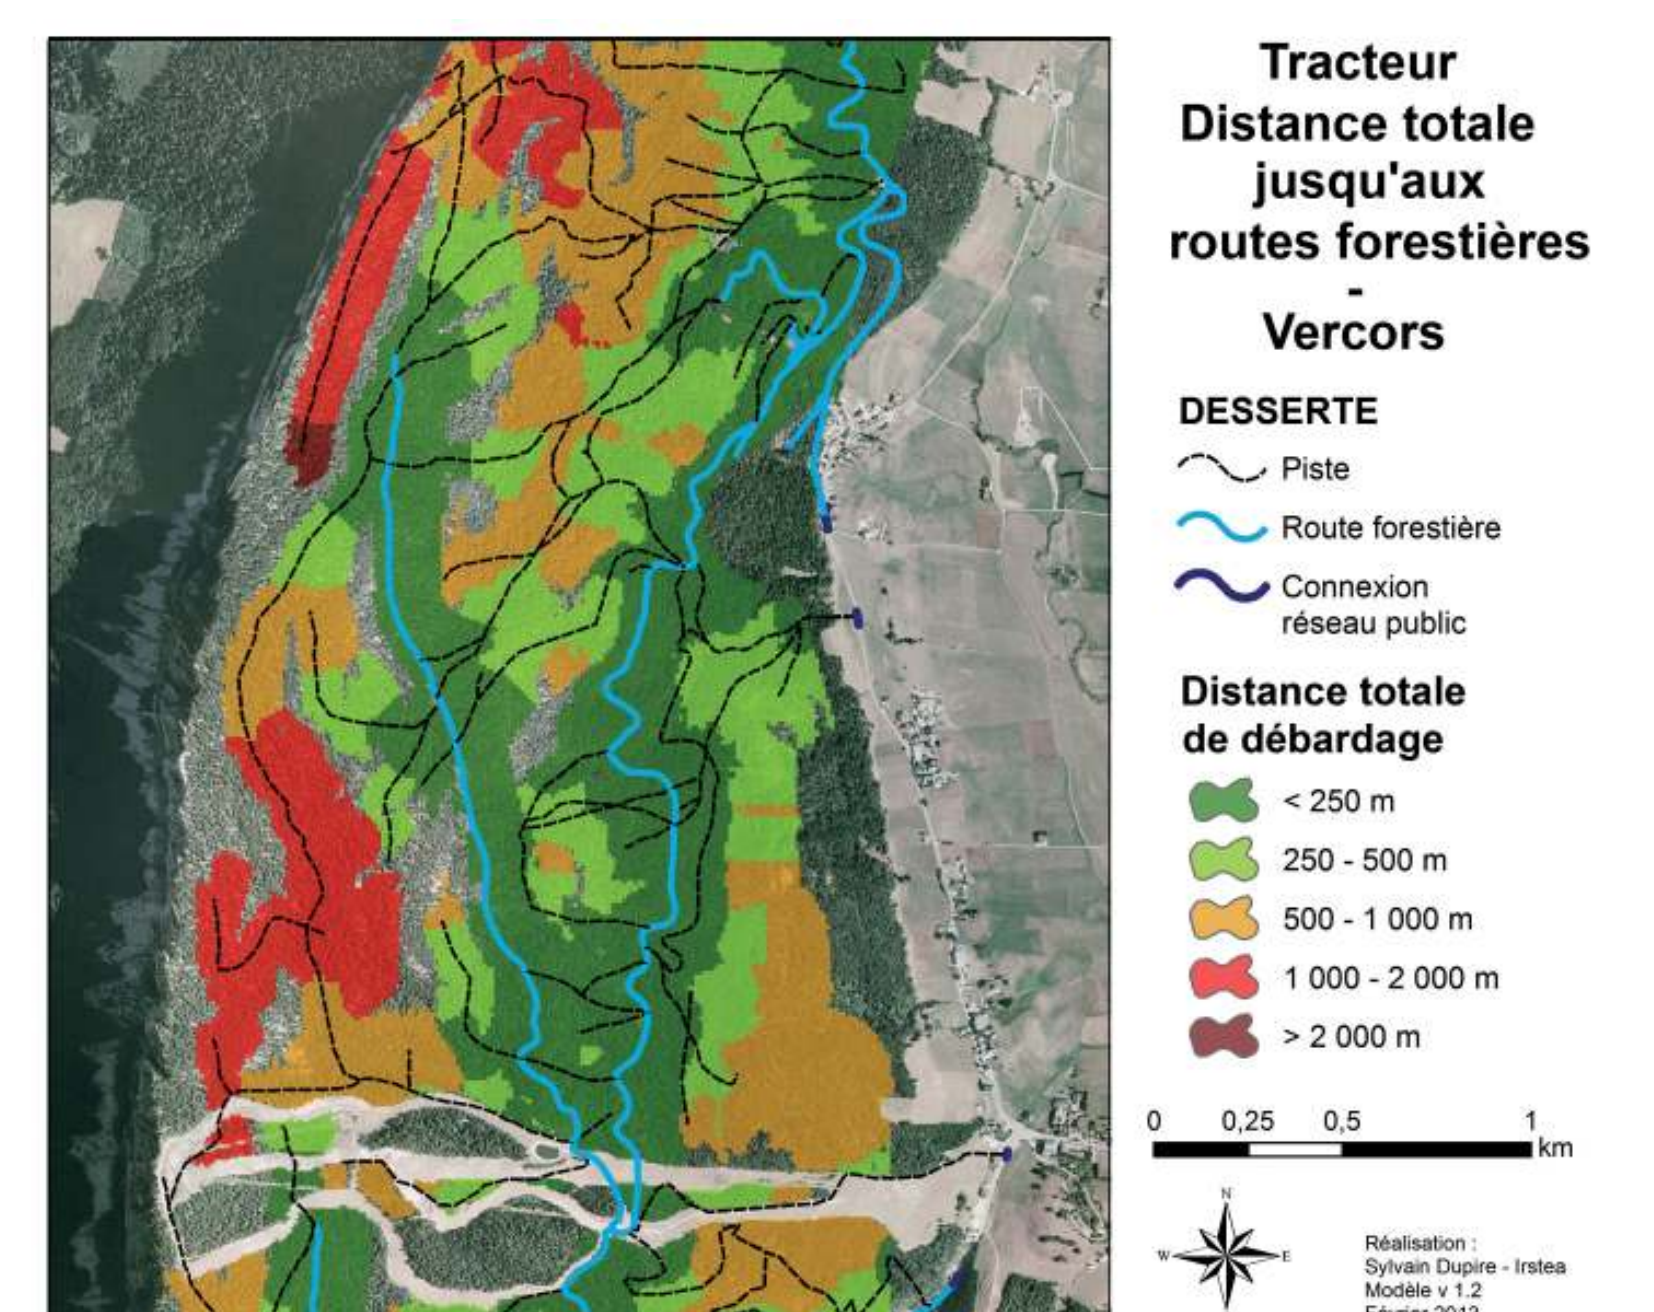 Tracteur
Distance totale
jusqu'aux
routes forestières
-
Vercors
DESSERTE
Piste
Route forestière
Connexion
réseau public
Distance totale
de débardage
< 250 m
250 - 500 m
500 - 1 000 m
1 000 - 2 000 m
> 2 000 m
0 0,25 0,5 1
km
N
W E
Réalisation :
Sylvain Dupire - Irstea
Modèle v 1.2